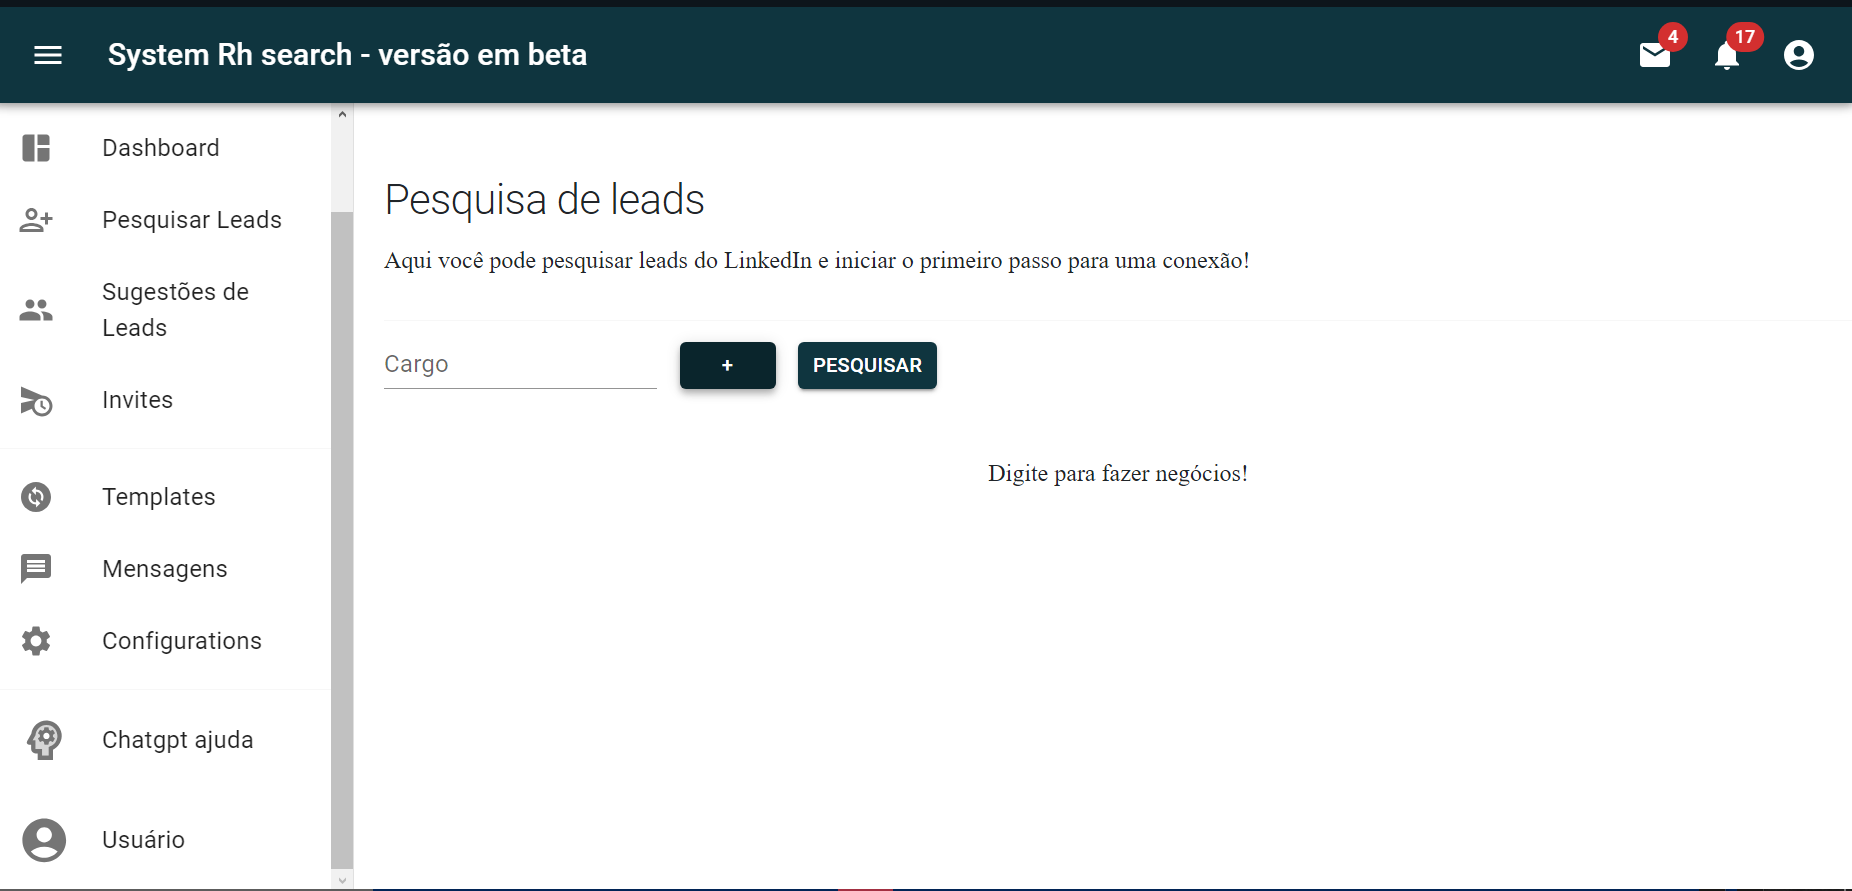 System Rh search - versão em beta
4
17
Dashboard
Pesquisar Leads
Sugestões de
Leads
Invites
Templates
Mensagens
Configurations
Chatgpt ajuda
Usuário
Pesquisa de leads
Aqui você pode pesquisar leads do LinkedIn e iniciar o primeiro passo para uma conexão!
Cargo
+
PESQUISAR
Digite para fazer negócios!